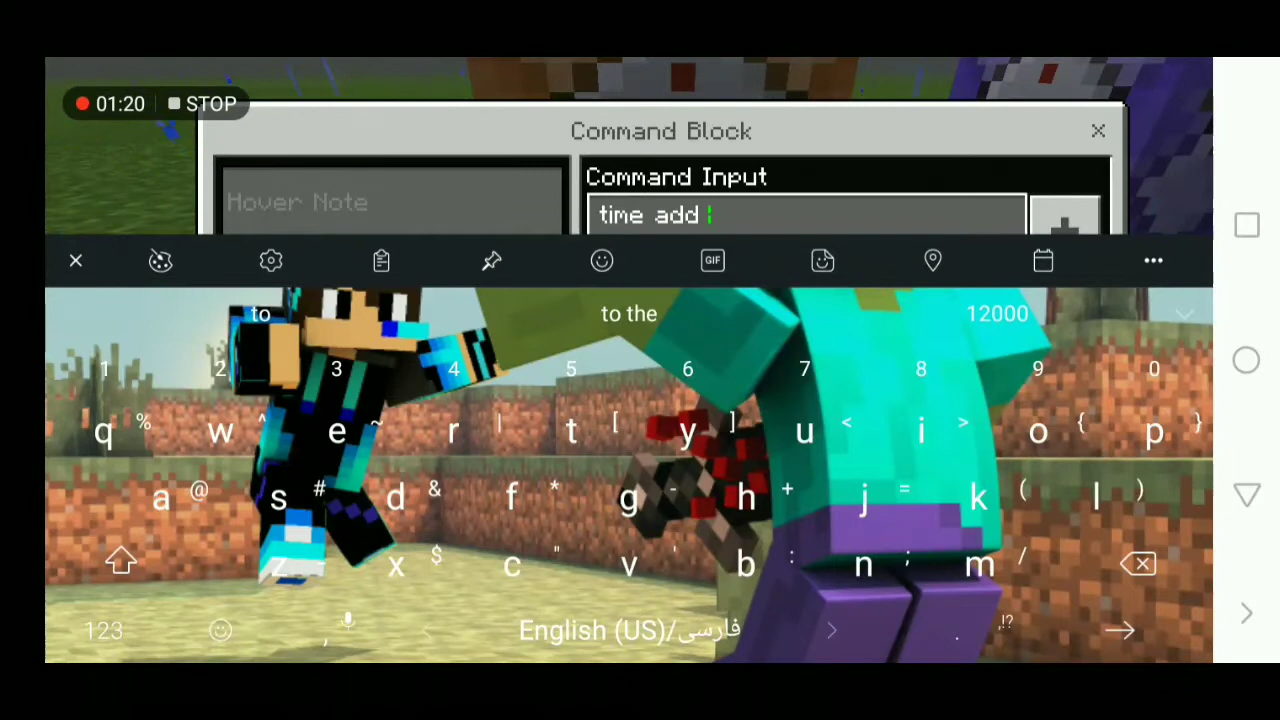 01:20 STOP
Command Block
Hover Note
Command Input
time add
GIF
to to the 12000
1 2 3 4 5 6 7 8 9 0
q % w ^ e ~ r | t [ y ] u < i > o { p }
a @ s # d & f * g - h + j = k ( l )
z x $ c " v ' b : n ; m /
123 , English (US)/فارسی . ,!?